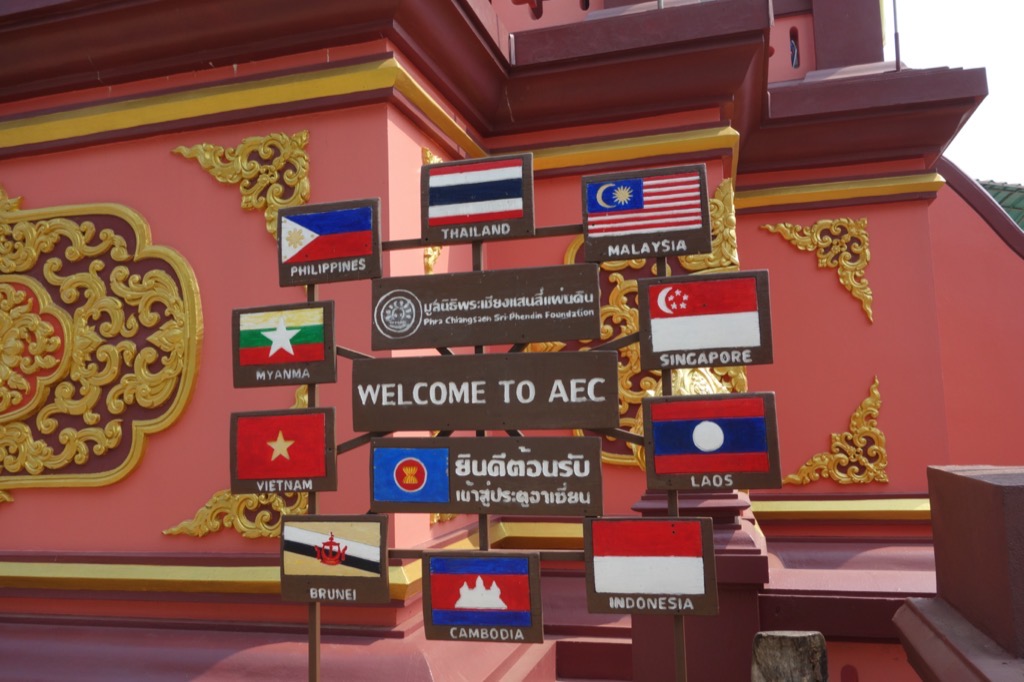 THAILAND
MALAYSIA
PHILIPPINES
มูลนิธิพระเชียงแสนสี่แผ่นดิน
Phra Chiangsaen Sri Phendin Foundation
SINGAPORE
MYANMA
WELCOME TO AEC
VIETNAM
LAOS
ยินดีต้อนรับ
เข้าสู่ประตูอาเซี่ยน
BRUNEI
CAMBODIA
INDONESIA